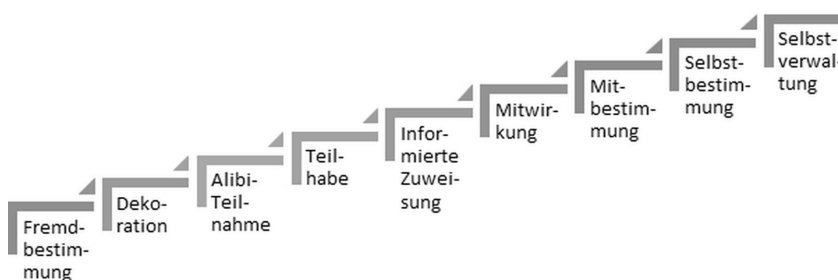 Fremd-
bestim-
mung
Deko-
ration
Alibi-
Teil-
nahme
Teil-
habe
Infor-
mierte
Zuwei-
sung
Mitwir-
kung
Mit-
bestim-
mung
Selbst-
bestim-
mung
Selbst-
verwal-
tung